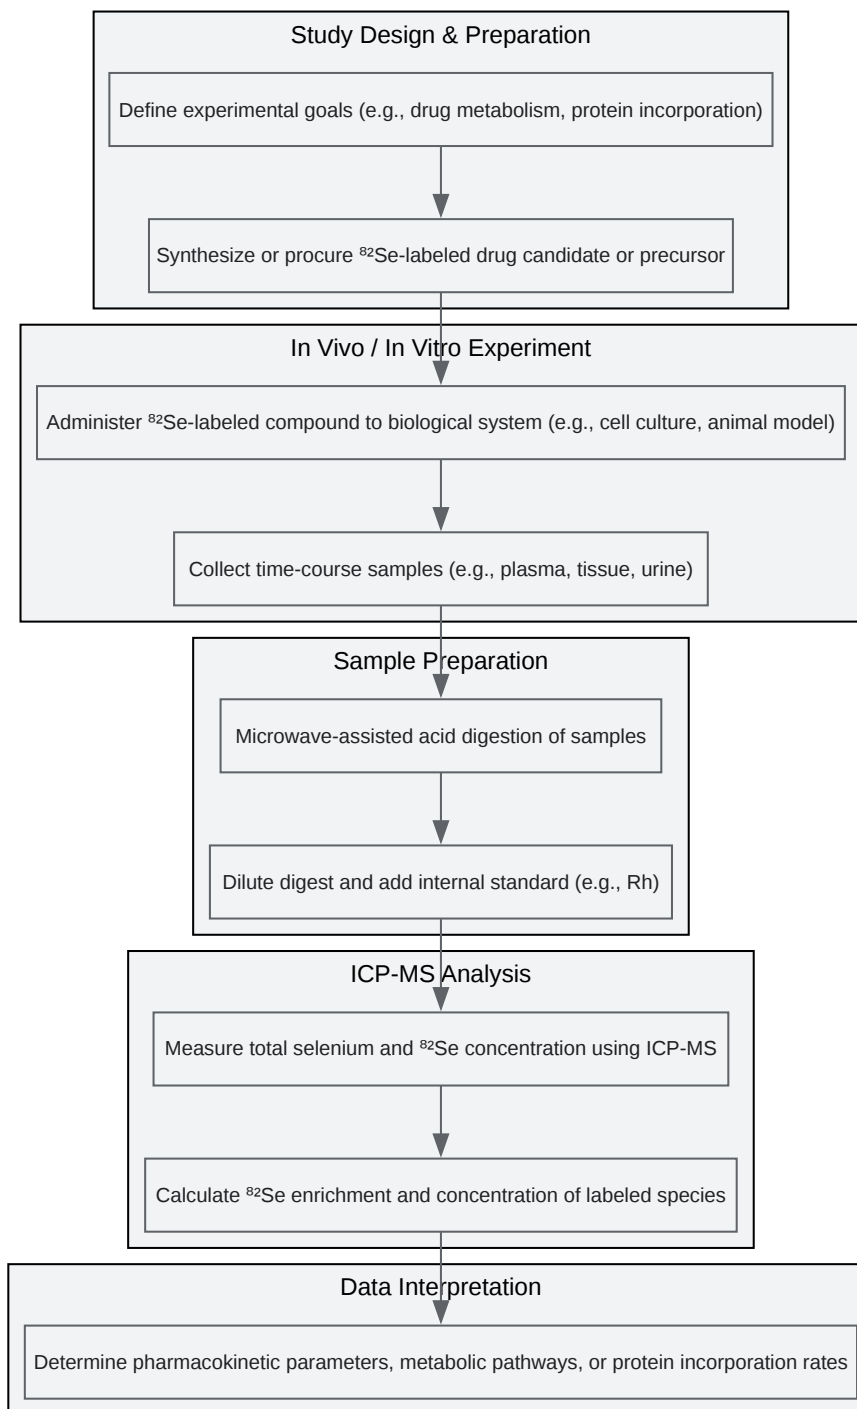 Study Design & Preparation
Define experimental goals (e.g., drug metabolism, protein incorporation)
Synthesize or procure ⁸²Se-labeled drug candidate or precursor
In Vivo / In Vitro Experiment
Administer ⁸²Se-labeled compound to biological system (e.g., cell culture, animal model)
Collect time-course samples (e.g., plasma, tissue, urine)
Sample Preparation
Microwave-assisted acid digestion of samples
Dilute digest and add internal standard (e.g., Rh)
ICP-MS Analysis
Measure total selenium and ⁸²Se concentration using ICP-MS
Calculate ⁸²Se enrichment and concentration of labeled species
Data Interpretation
Determine pharmacokinetic parameters, metabolic pathways, or protein incorporation rates